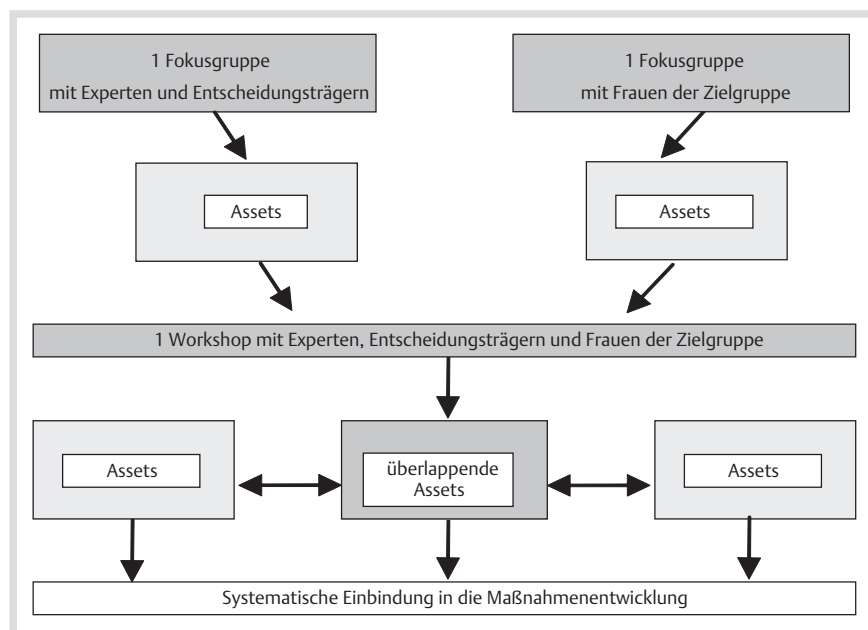 1 Fokusgruppe
mit Experten und Entscheidungsträgern
1 Fokusgruppe
mit Frauen der Zielgruppe
Assets
Assets
1 Workshop mit Experten, Entscheidungsträgern und Frauen der Zielgruppe
Assets
überlappende
Assets
Assets
Systematische Einbindung in die Maßnahmenentwicklung